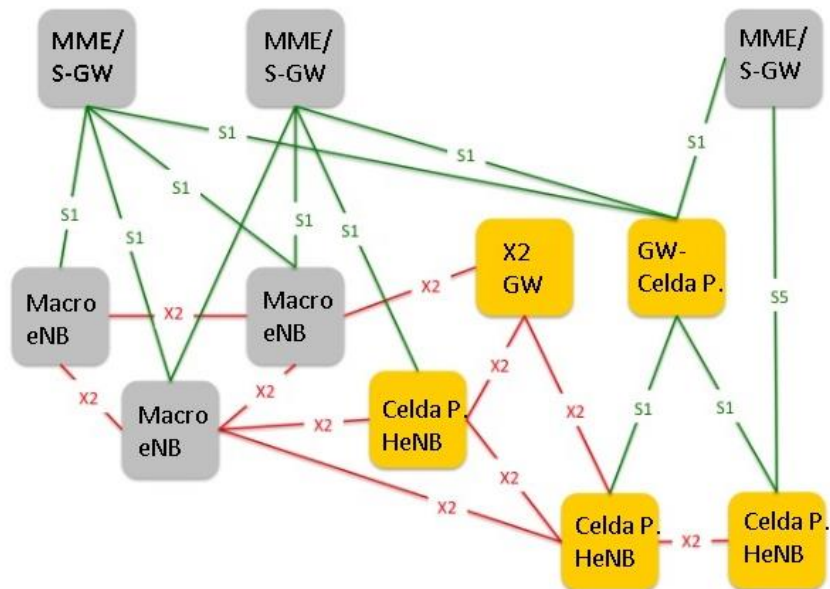 MME/
S-GW
MME/
S-GW
MME/
S-GW
S1
S1
S1
S1
S1
S1
S1
S1
S1
X2
GW
GW-
Celda P.
Macro
eNB
X2
Macro
eNB
X2
S5
X2
X2
Macro
eNB
X2
Celda P.
HeNB
X2
X2
S1
S1
X2
X2
Celda P.
HeNB
X2
Celda P.
HeNB